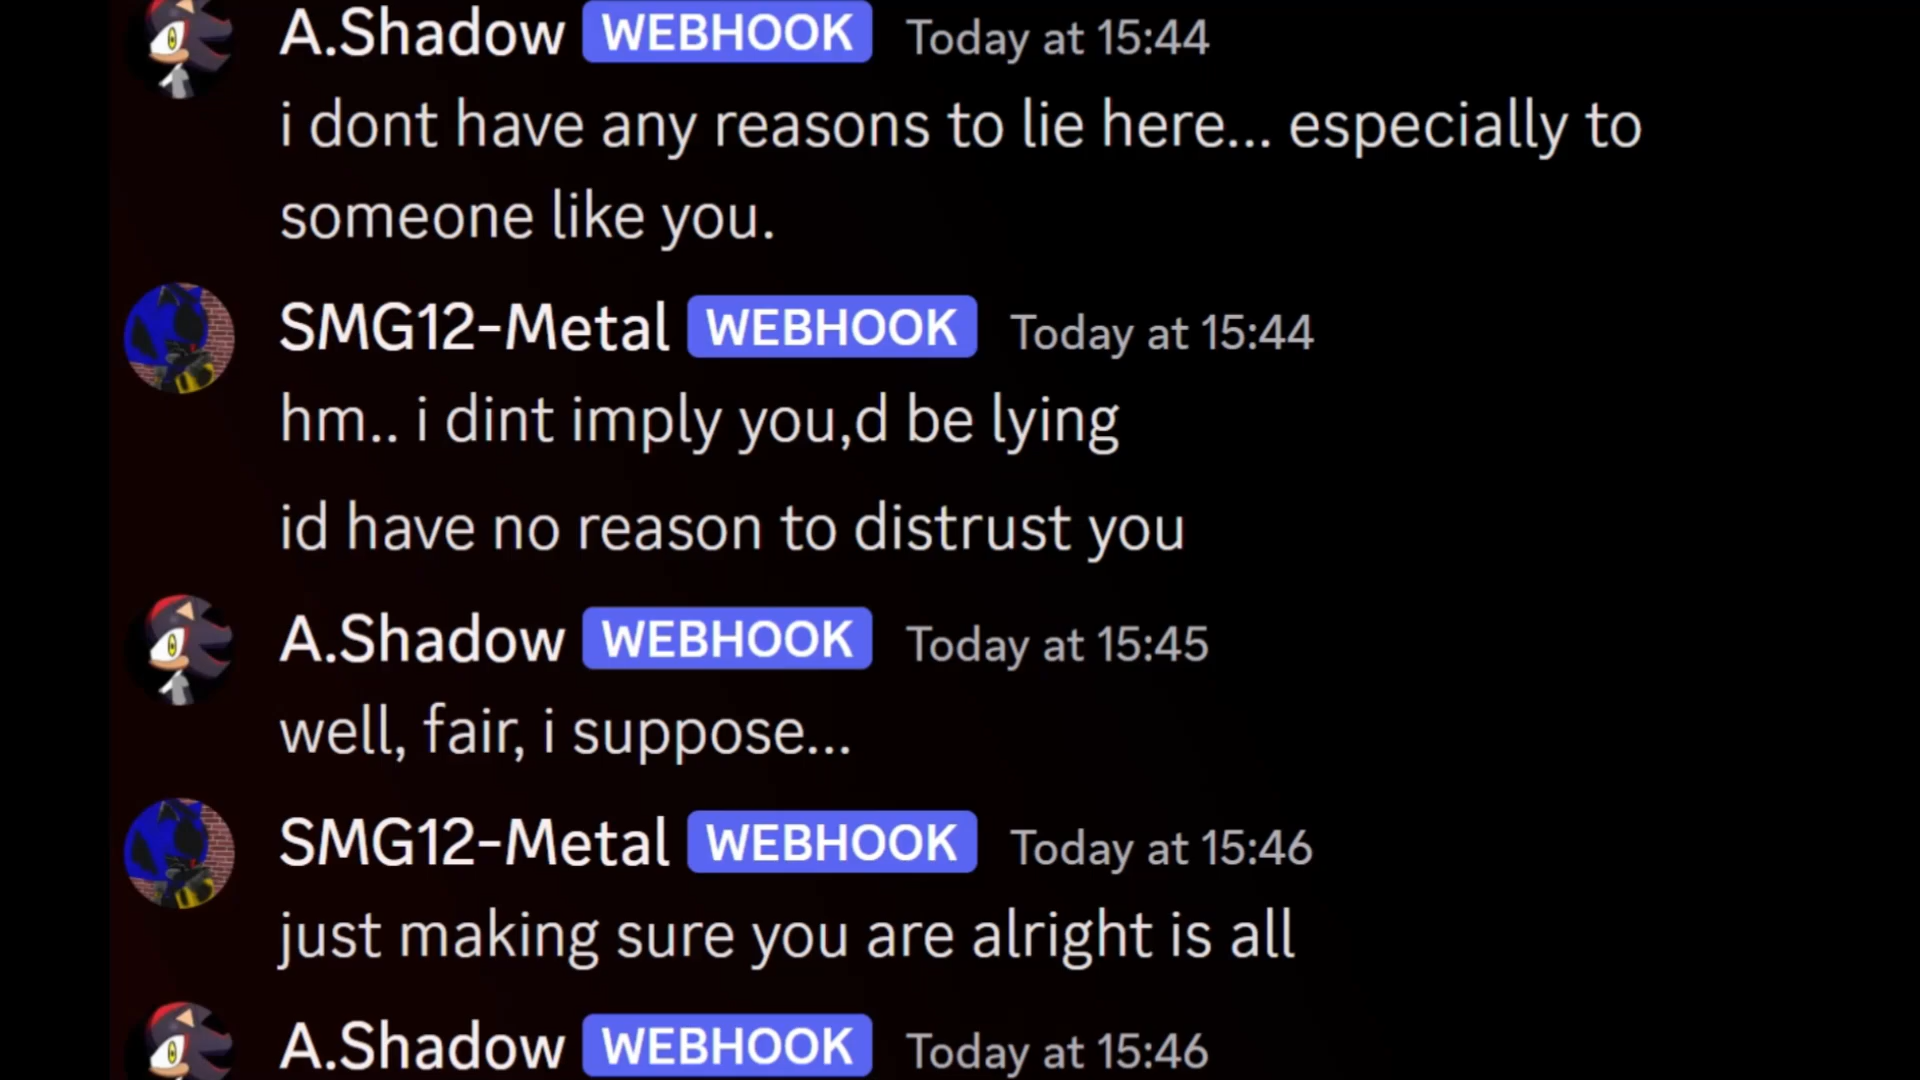 A.Shadow WEBHOOK Today at 15:44
i dont have any reasons to lie here... especially to
someone like you.
SMG12-Metal WEBHOOK Today at 15:44
hm.. i dint imply you,d be lying
id have no reason to distrust you
A.Shadow WEBHOOK Today at 15:45
well, fair, i suppose...
SMG12-Metal WEBHOOK Today at 15:46
just making sure you are alright is all
A.Shadow WEBHOOK Today at 15:46